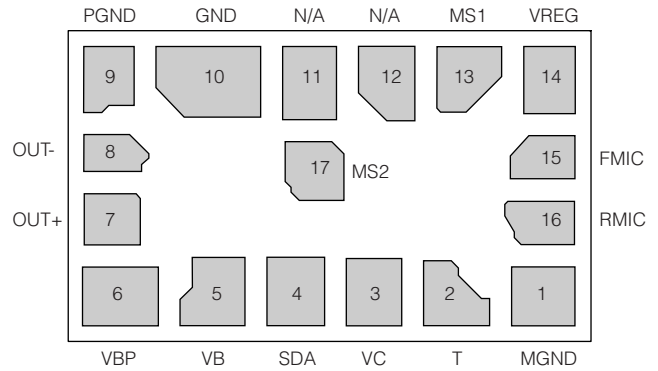 PGND GND N/A N/A MS1 VREG
9 10 11 12 13 14
OUT- 8 17 MS2 15 FMIC
OUT+ 7 16 RMIC
6 5 4 3 2 1
VBP VB SDA VC T MGND